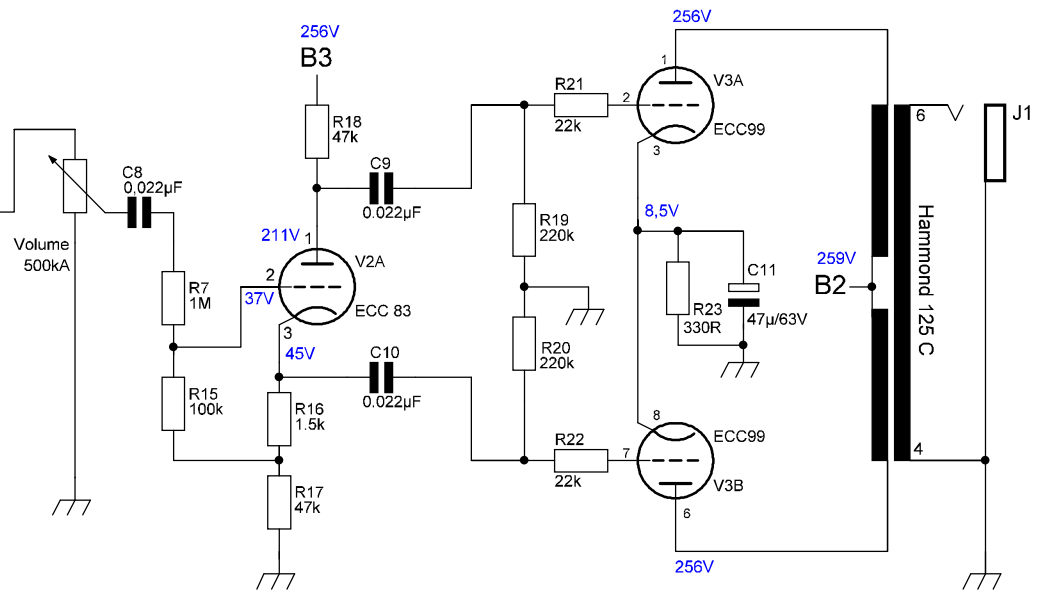 256V
B3
R18
47k
C8
0,022µF
Volume
500kA
R7
1M
R15
100k
C9
0.022µF
211V
1
2
37V
V2A
ECC 83
3
45V
C10
0.022µF
R16
1.5k
R17
47k
R21
22k
R19
220k
R20
220k
R22
22k
256V
1
V3A
2
ECC99
3
8,5V
R23
330R
C11
47µ/63V
8
ECC99
7
V3B
6
256V
259V
B2
6
Hammond 125 C
4
J1